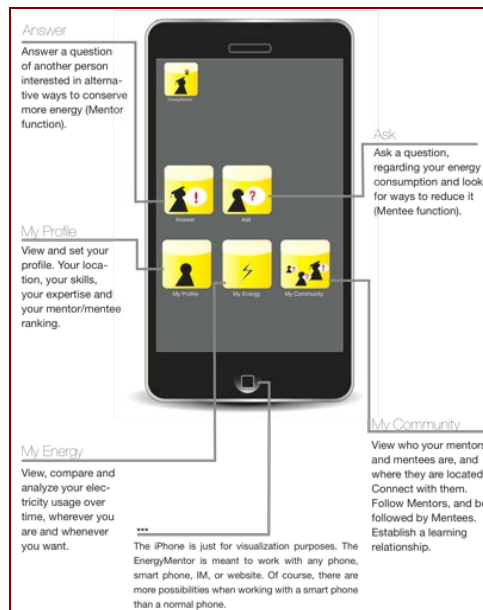 Answer
Answer a question
of another person
interested in alterna-
tive ways to conserve
more energy (Mentor
function).
EnergyMentor
Ask
Ask a question,
regarding your energy
consumption and look
for ways to reduce it
(Mentee function).
Answer
Ask
My Profile
View and set your
profile. Your loca-
tion, your skills,
your expertise and
your mentor/mentee
ranking.
My Profile
My Energy
My Community
My Energy
View, compare and
analyze your elec-
tricity usage over
time, wherever you
are and whenever
you want.
My Community
View who your mentors
and mentees are, and
where they are located
Connect with them.
Follow Mentors, and be
followed by Mentees.
Establish a learning
relationship.
...
The iPhone is just for visualization purposes. The
EnergyMentor is meant to work with any phone,
smart phone, IM, or website. Of course, there are
more possibilities when working with a smart phone
than a normal phone.